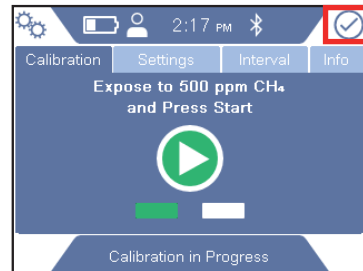 2:17 PM
Calibration Settings Interval Info
Expose to 500 ppm CH₄
and Press Start
Calibration in Progress